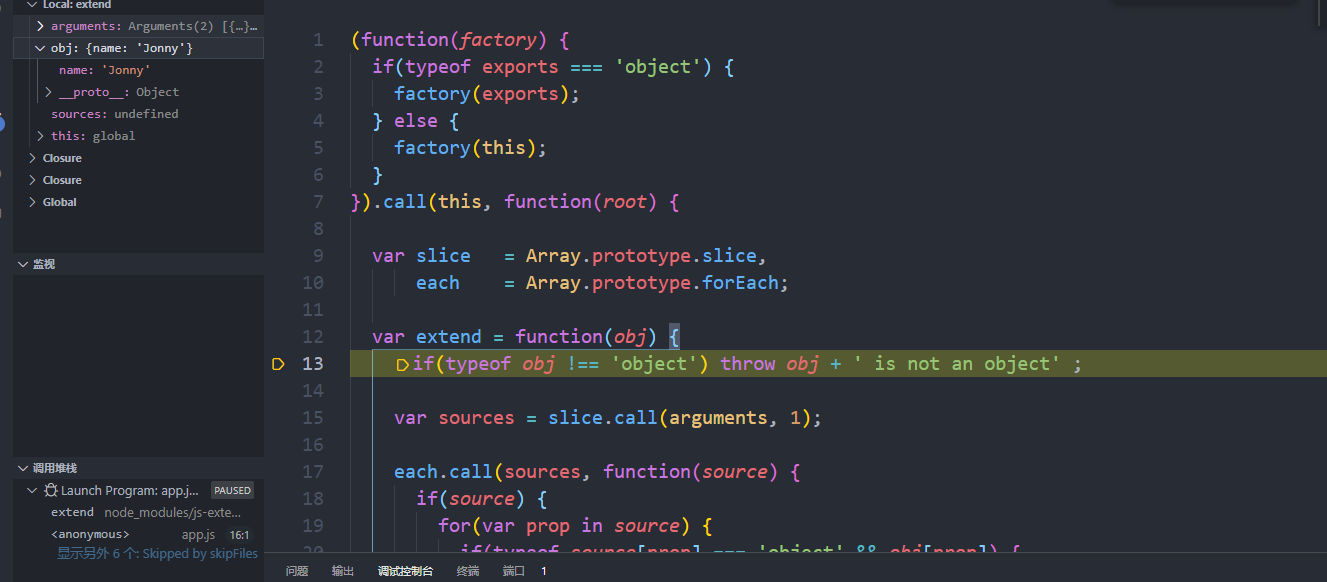 Local: extend
arguments: Arguments(2) [{…}…
obj: {name: 'Jonny'}
name: 'Jonny'
__proto__: Object
sources: undefined
this: global
Closure
Closure
Global
监视
调用堆栈
Launch Program: app.j... PAUSED
extend node_modules/js-exte...
<anonymous> app.js 16:1
显示另外 6 个: Skipped by skipFiles
1 (function(factory) {
2 if(typeof exports === 'object') {
3 factory(exports);
4 } else {
5 factory(this);
6 }
7 }).call(this, function(root) {
8
9 var slice = Array.prototype.slice,
10 each = Array.prototype.forEach;
11
12 var extend = function(obj) {
13 if(typeof obj !== 'object') throw obj + ' is not an object' ;
14
15 var sources = slice.call(arguments, 1);
16
17 each.call(sources, function(source) {
18 if(source) {
19 for(var prop in source) {
20 if(typeof source[prop] === 'object' && obj[prop]) {
问题 输出 调试控制台 终端 端口 1